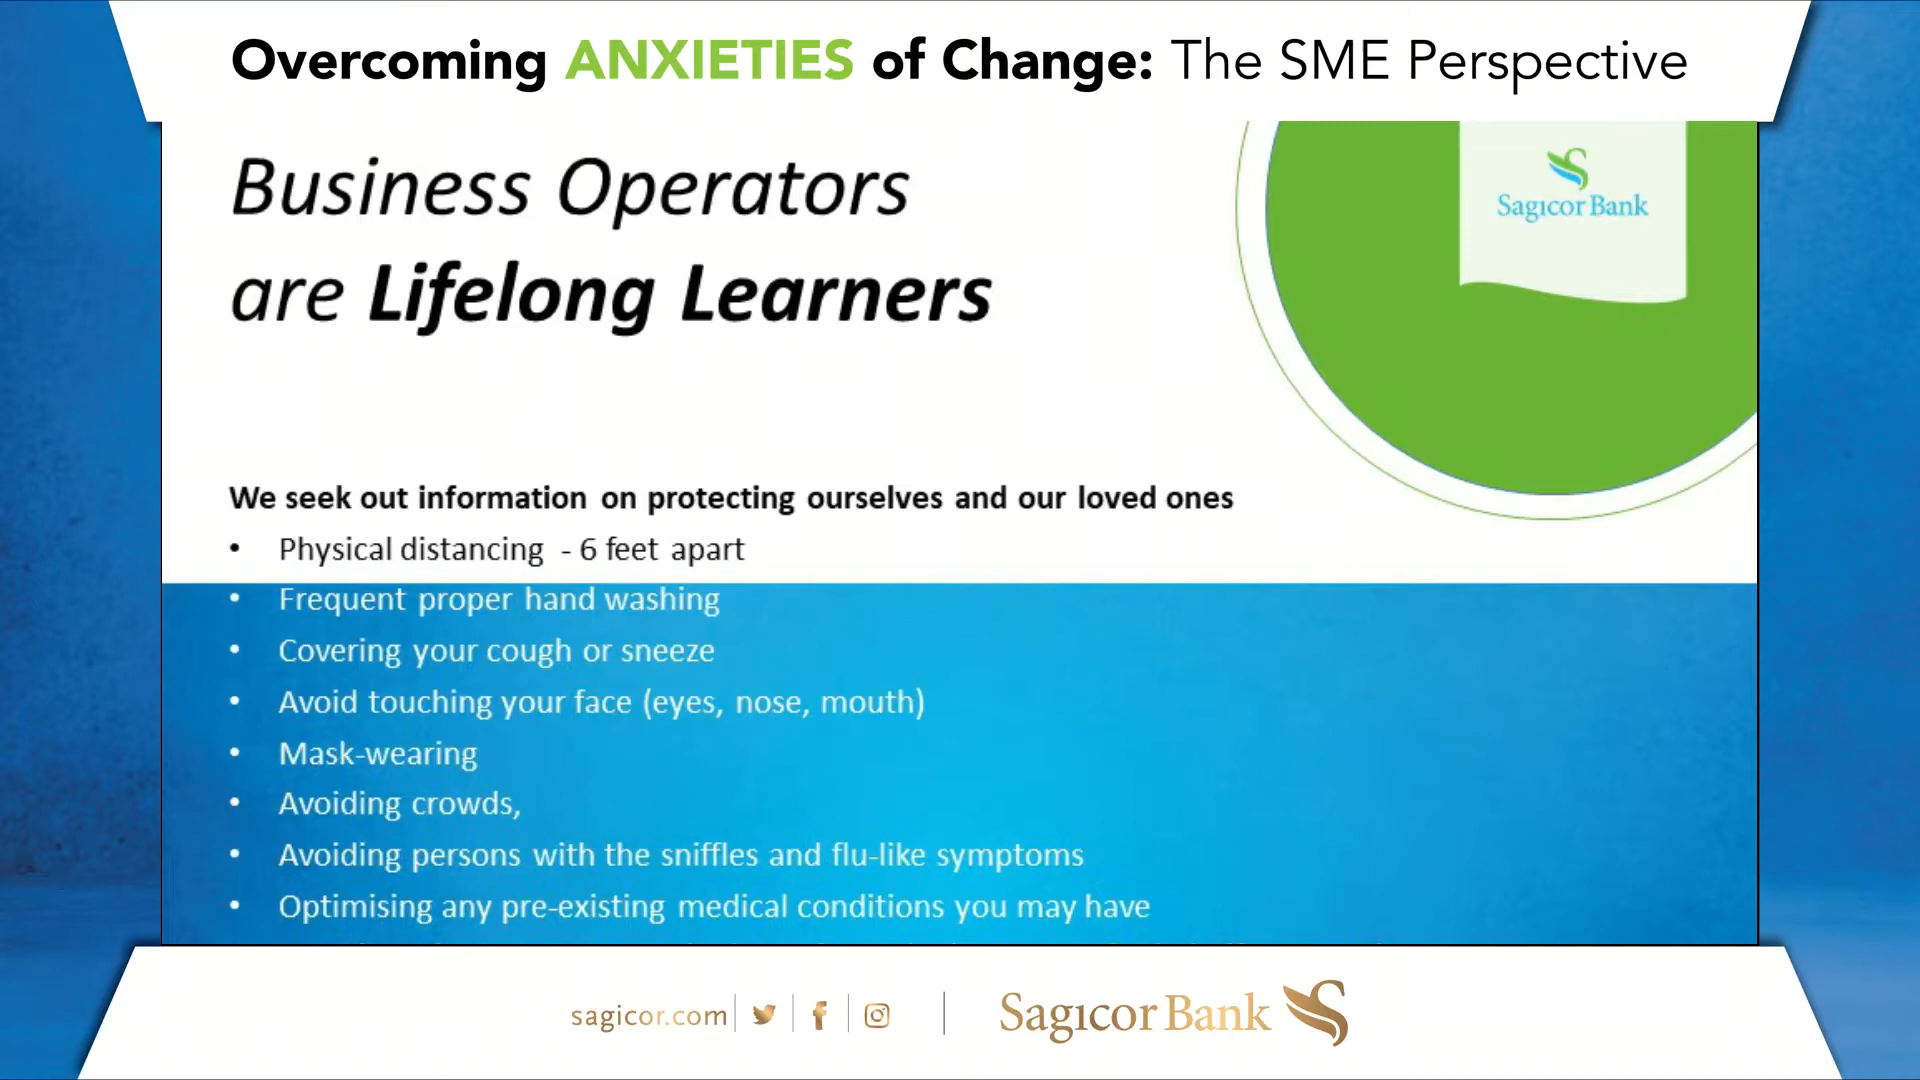 Overcoming ANXIETIES of Change: The SME Perspective
Business Operators
are Lifelong Learners
Sagicor Bank
We seek out information on protecting ourselves and our loved ones
• Physical distancing - 6 feet apart
• Frequent proper hand washing
• Covering your cough or sneeze
• Avoid touching your face (eyes, nose, mouth)
• Mask-wearing
• Avoiding crowds,
• Avoiding persons with the sniffles and flu-like symptoms
• Optimising any pre-existing medical conditions you may have
sagicor.com
Sagicor Bank